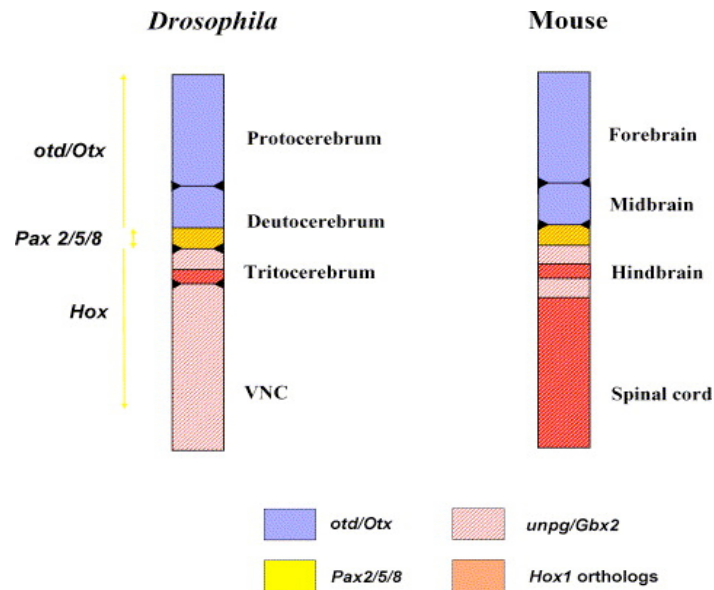 Drosophila
Mouse
otd/Otx
Pax 2/5/8
Hox
Protocerebrum
Deutocerebrum
Tritocerebrum
VNC
Forebrain
Midbrain
Hindbrain
Spinal cord
otd/Otx
unpg/Gbx2
Pax2/5/8
Hox1 orthologs